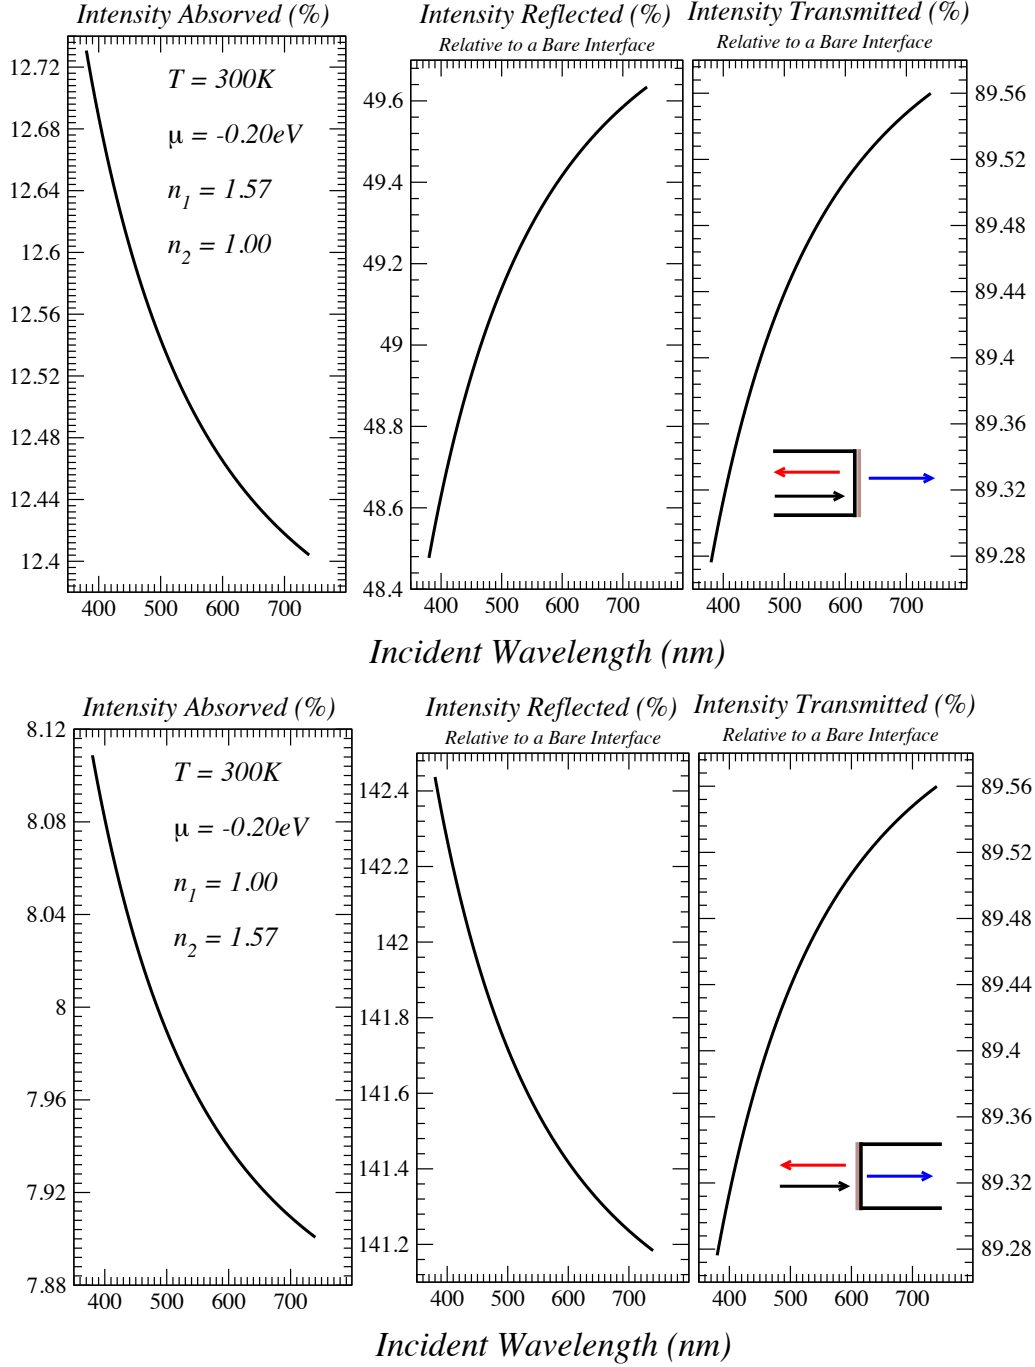 Intensity Absorved (%)
Intensity Reflected (%)
Relative to a Bare Interface
Intensity Transmitted (%)
Relative to a Bare Interface
T = 300K
μ = -0.20eV
n1 = 1.57
n2 = 1.00
12.72
12.68
12.64
12.6
12.56
12.52
12.48
12.44
12.4
400 500 600 700
49.6
49.4
49.2
49
48.8
48.6
48.4
400 500 600 700
89.56
89.52
89.48
89.44
89.4
89.36
89.32
89.28
400 500 600 700
Incident Wavelength (nm)
Intensity Absorved (%)
Intensity Reflected (%)
Relative to a Bare Interface
Intensity Transmitted (%)
Relative to a Bare Interface
T = 300K
μ = -0.20eV
n1 = 1.00
n2 = 1.57
8.12
8.08
8.04
8
7.96
7.92
7.88
400 500 600 700
142.4
142.2
142
141.8
141.6
141.4
141.2
400 500 600 700
89.56
89.52
89.48
89.44
89.4
89.36
89.32
89.28
400 500 600 700
Incident Wavelength (nm)